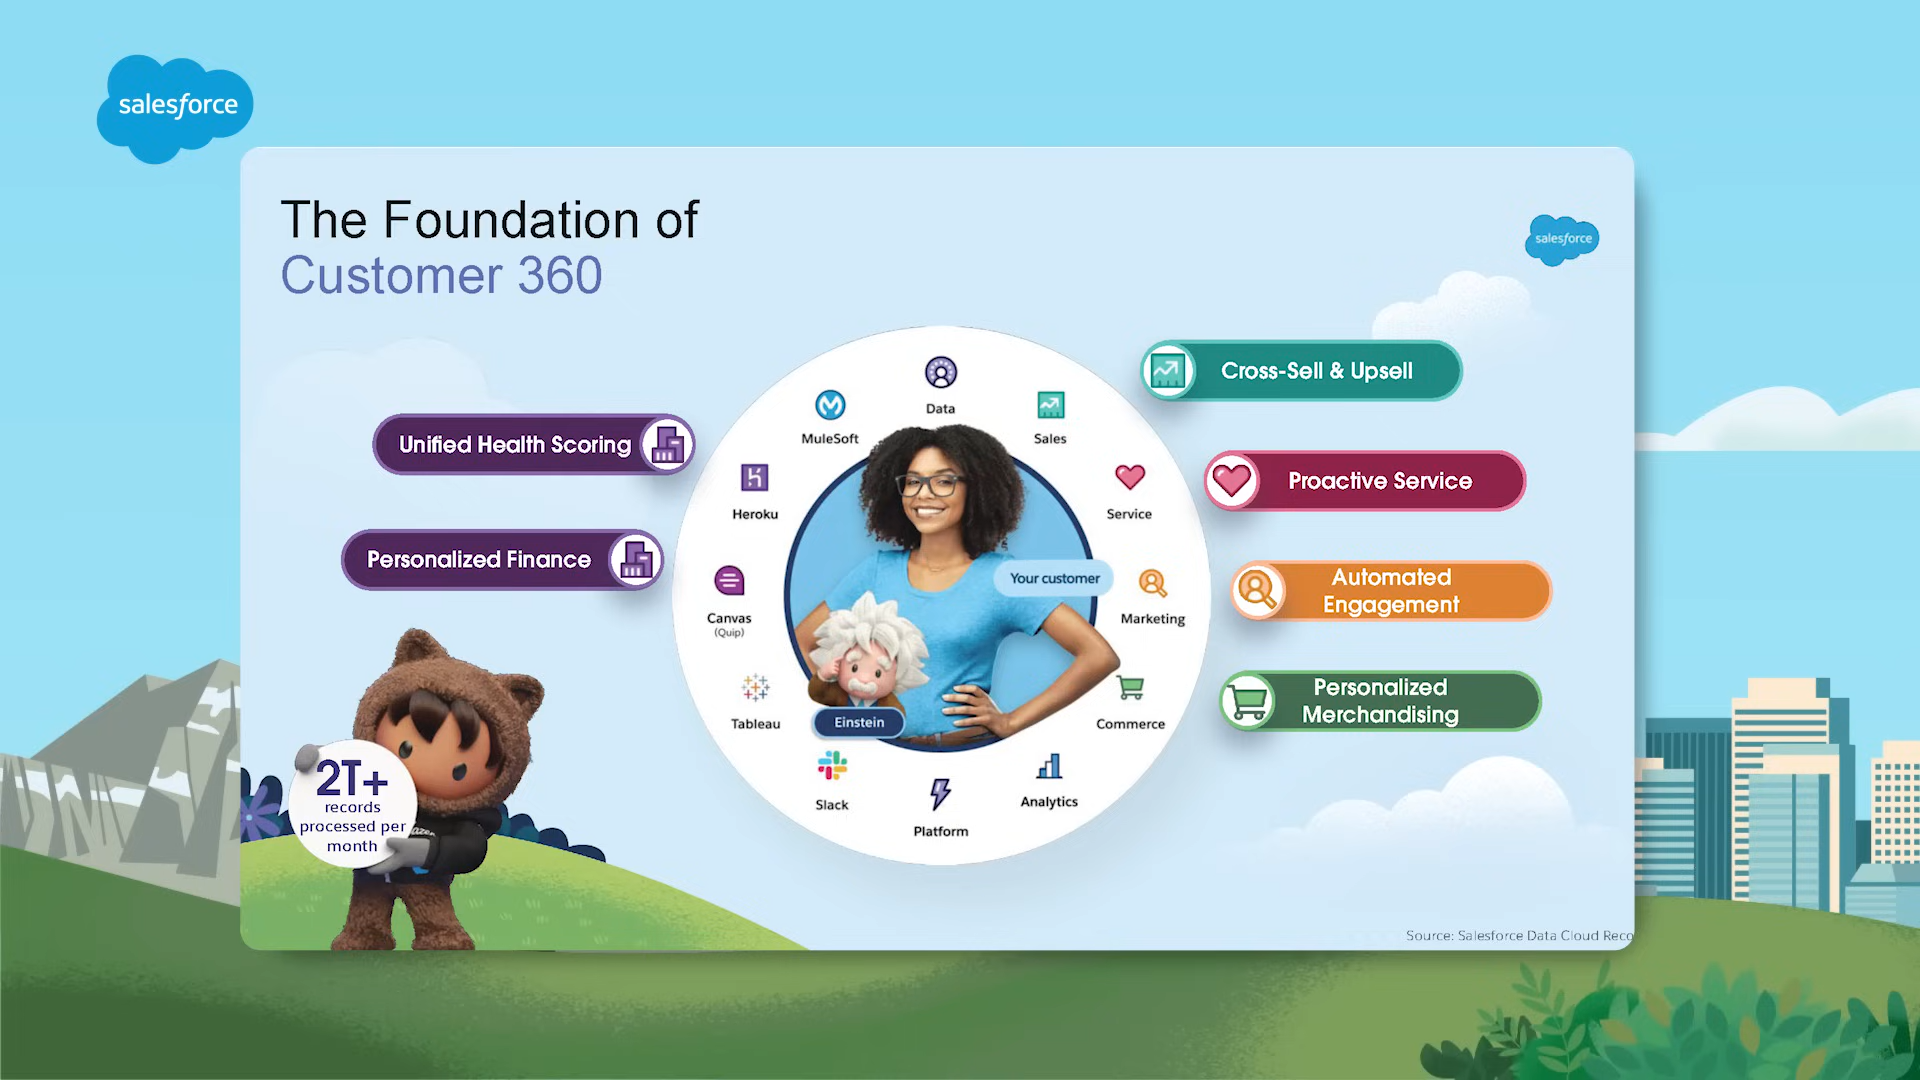 salesforce
The Foundation of
Customer 360
salesforce
Unified Health Scoring
Personalized Finance
Data
MuleSoft
Sales
Heroku
Service
Canvas
(Quip)
Your customer
Marketing
Tableau
Einstein
Commerce
Slack
Analytics
Platform
Cross-Sell & Upsell
Proactive Service
Automated
Engagement
Personalized
Merchandising
2T+
records
processed per
month
Source: Salesforce Data Cloud Reco